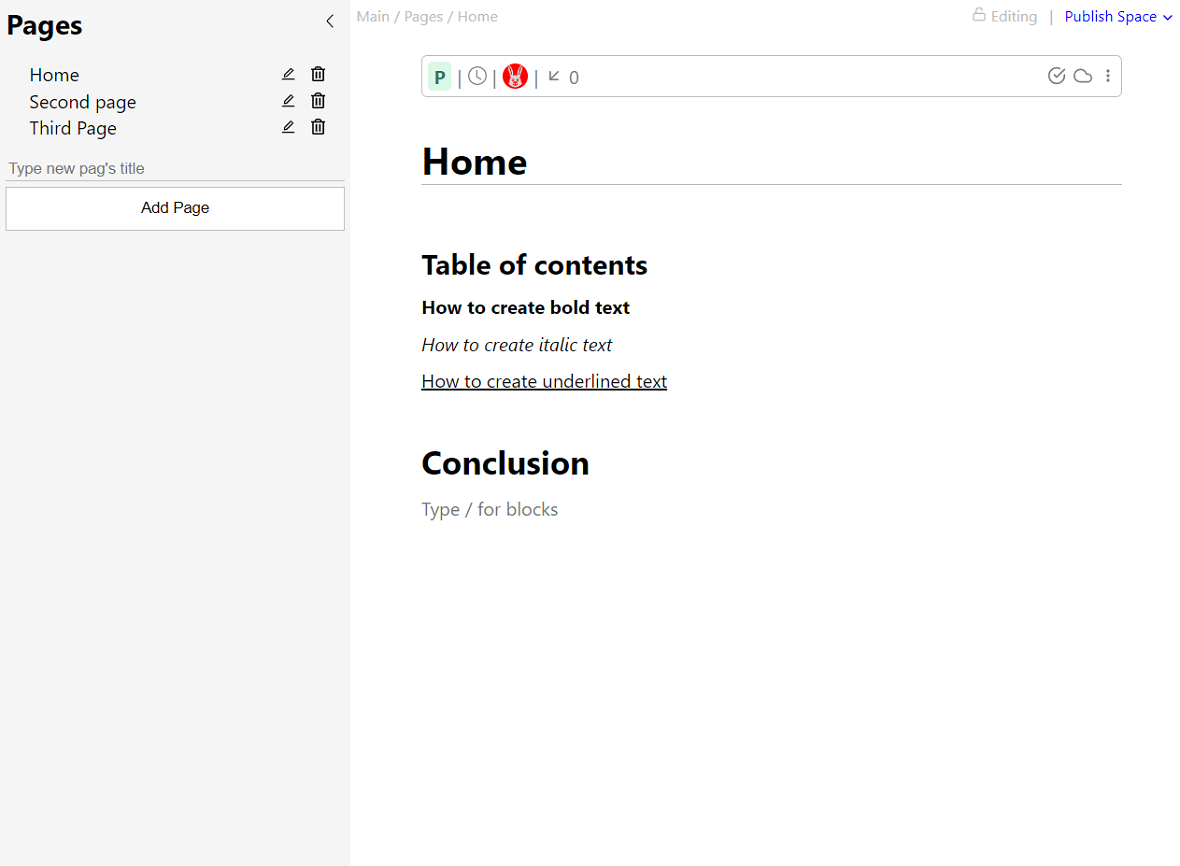 Pages
Main / Pages / Home
Editing | Publish Space
Home
Second page
Third Page
Type new pag's title
Add Page
P | | | 0
Home
Table of contents
How to create bold text
How to create italic text
How to create underlined text
Conclusion
Type / for blocks